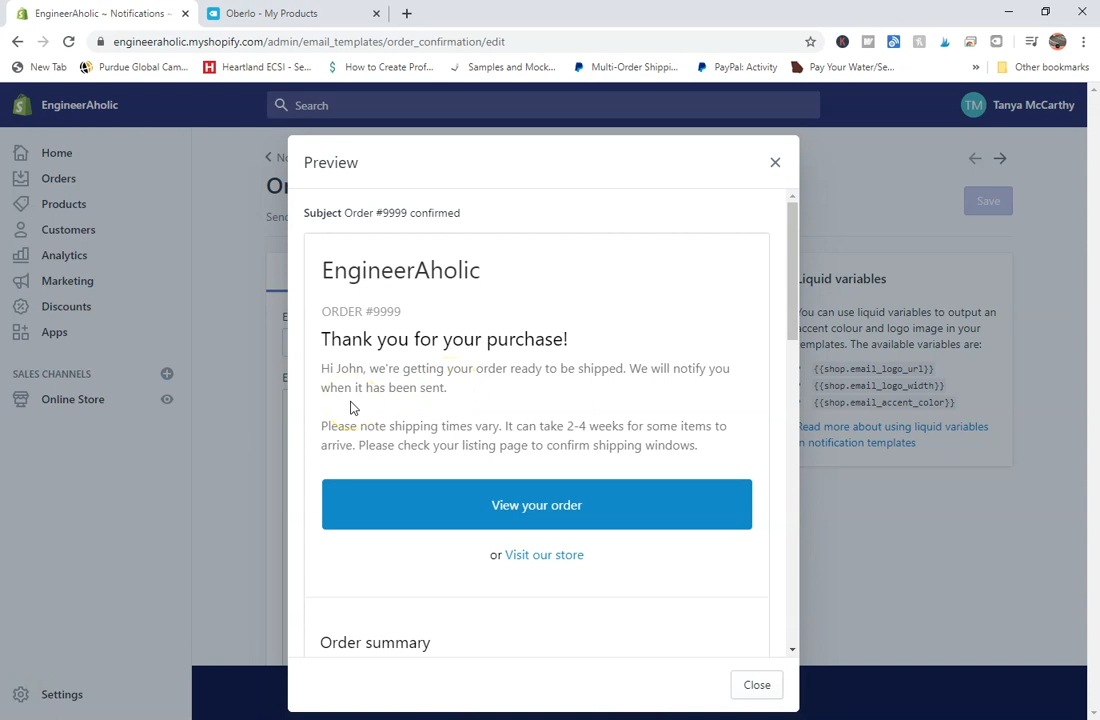 EngineerAholic ~ Notifications ~
Oberlo - My Products
engineeraholic.myshopify.com/admin/email_templates/order_confirmation/edit
New Tab
Purdue Global Cam...
Heartland ECSI - Se...
How to Create Prof...
Samples and Mock...
Multi-Order Shippi...
PayPal: Activity
Pay Your Water/Se...
»
Other bookmarks
EngineerAholic
Search
TM Tanya McCarthy
Home
Orders
Products
Customers
Analytics
Marketing
Discounts
Apps
SALES CHANNELS
Online Store
Settings
Save
Preview
Subject Order #9999 confirmed
EngineerAholic
ORDER #9999
Thank you for your purchase!
Hi John, we're getting your order ready to be shipped. We will notify you
when it has been sent.
Please note shipping times vary. It can take 2-4 weeks for some items to
arrive. Please check your listing page to confirm shipping windows.
View your order
or Visit our store
Order summary
Close
Liquid variables
You can use liquid variables to output an
accent colour and logo image in your
templates. The available variables are:
{{shop.email_logo_url}}
{{shop.email_logo_width}}
{{shop.email_accent_color}}
Read more about using liquid variables
in notification templates